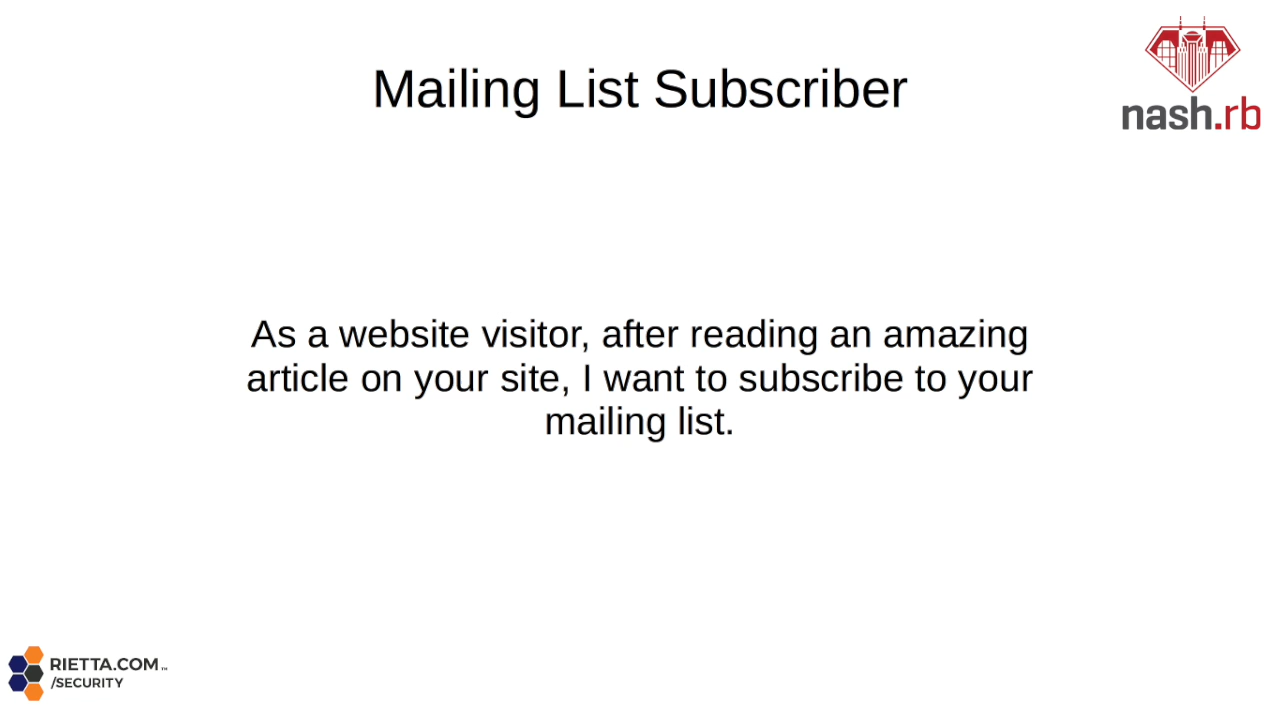 Mailing List Subscriber
nash.rb
As a website visitor, after reading an amazing
article on your site, I want to subscribe to your
mailing list.
RIETTA.COM
/SECURITY